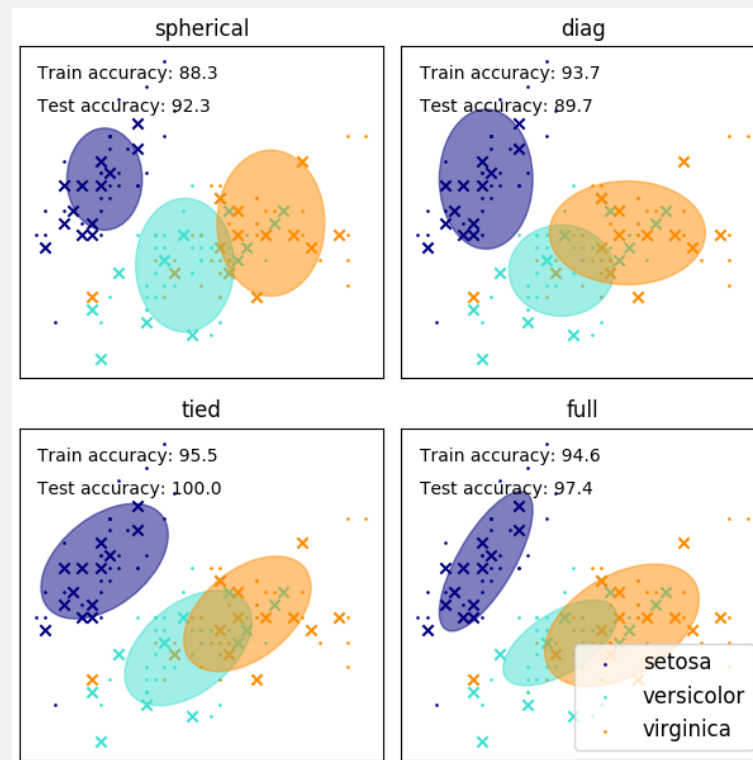 spherical
Train accuracy: 88.3
Test accuracy: 92.3
diag
Train accuracy: 93.7
Test accuracy: 89.7
tied
Train accuracy: 95.5
Test accuracy: 100.0
full
Train accuracy: 94.6
Test accuracy: 97.4
setosa
versicolor
virginica